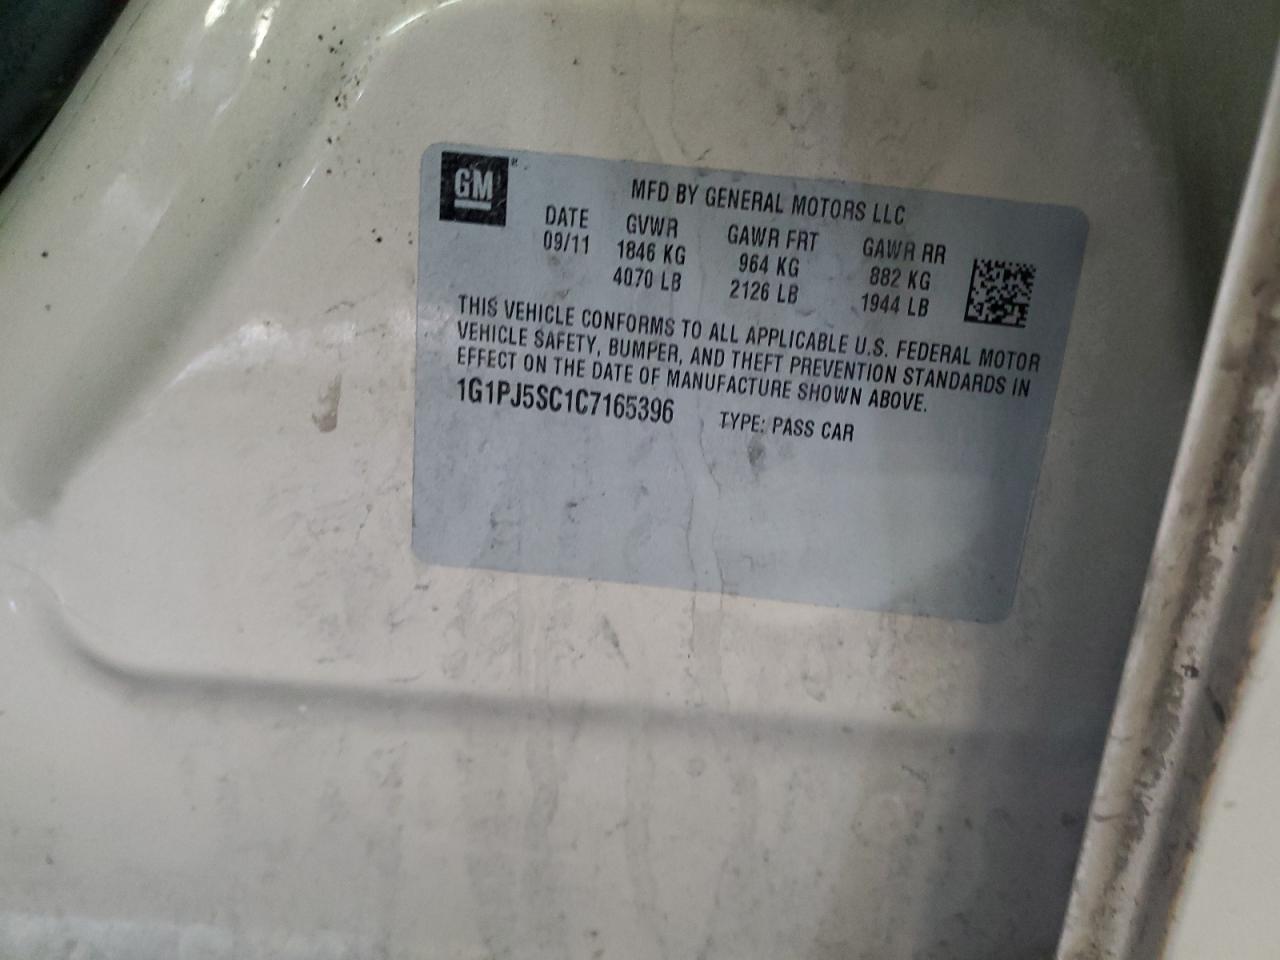 GM
MFD BY GENERAL MOTORS LLC
DATE GVWR GAWR FRT GAWR RR
09/11 1846 KG 964 KG 882 KG
4070 LB 2126 LB 1944 LB
THIS VEHICLE CONFORMS TO ALL APPLICABLE U.S. FEDERAL MOTOR
VEHICLE SAFETY, BUMPER, AND THEFT PREVENTION STANDARDS IN
EFFECT ON THE DATE OF MANUFACTURE SHOWN ABOVE.
1G1PJ5SC1C7165396 TYPE: PASS CAR